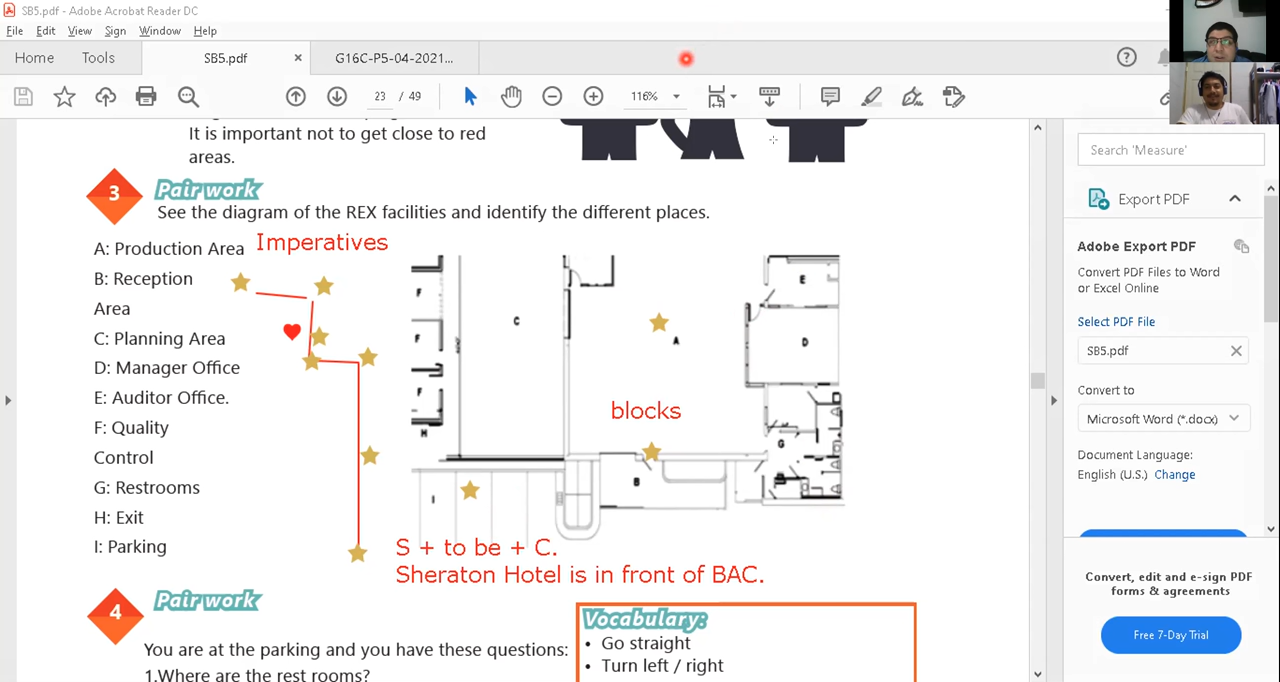 SB5.pdf - Adobe Acrobat Reader DC
File Edit View Sign Window Help
Home Tools SB5.pdf × G16C-P5-04-2021...
23 / 49 116%
It is important not to get close to red
areas.
3 Pair work
See the diagram of the REX facilities and identify the different places.
A: Production Area Imperatives
B: Reception
Area
C: Planning Area
D: Manager Office
E: Auditor Office.
F: Quality
Control
G: Restrooms
H: Exit
I: Parking
F
F
F
H
C
I
A
blocks
B
E
D
G
S + to be + C.
Sheraton Hotel is in front of BAC.
4 Pair work
You are at the parking and you have these questions:
1.Where are the rest rooms?
Vocabulary:
• Go straight
• Turn left / right
Search 'Measure'
Export PDF
Adobe Export PDF
Convert PDF Files to Word
or Excel Online
Select PDF File
SB5.pdf
Convert to
Microsoft Word (*.docx)
Document Language:
English (U.S.) Change
Convert, edit and e-sign PDF
forms & agreements
Free 7-Day Trial